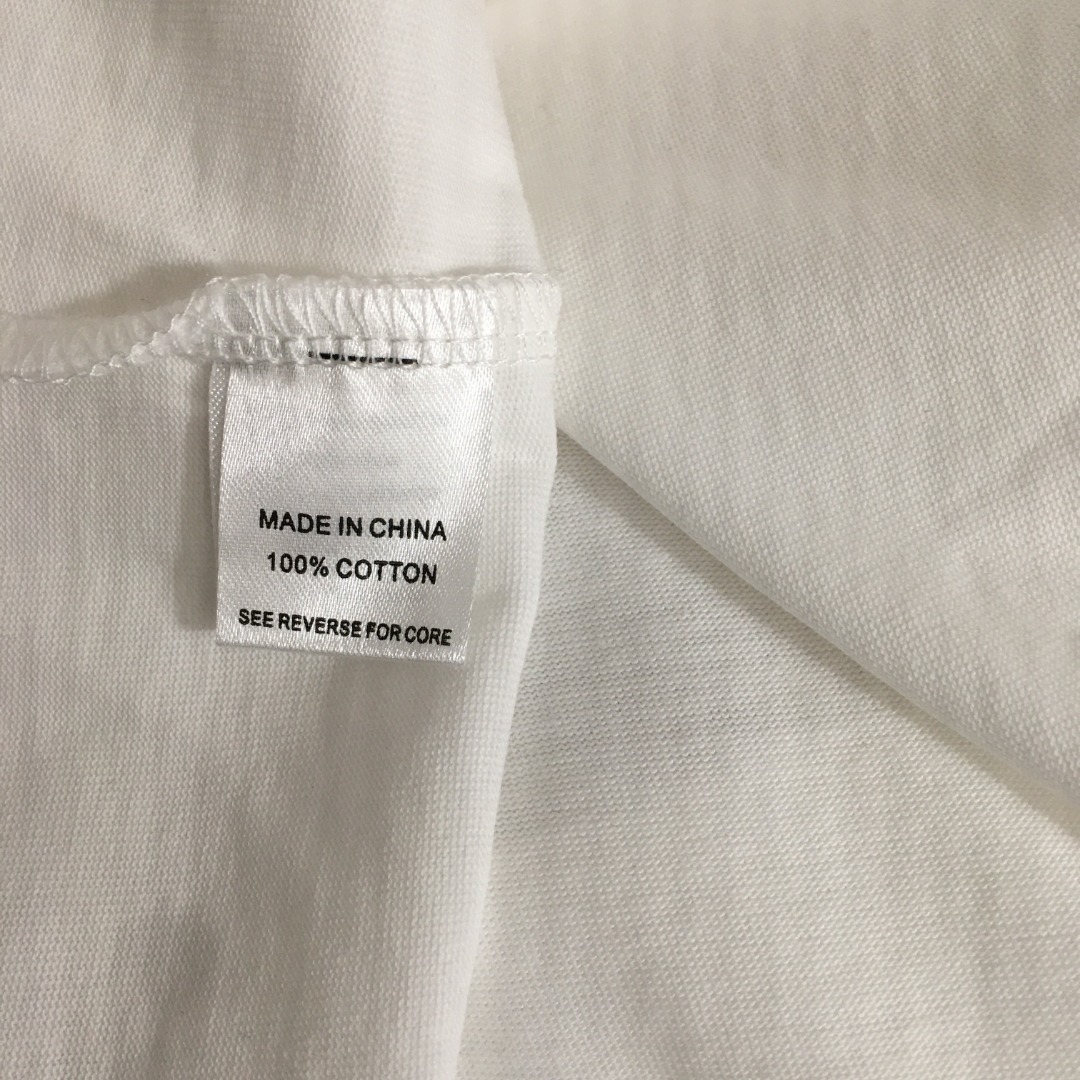 MADE IN CHINA
100% COTTON
SEE REVERSE FOR CORE